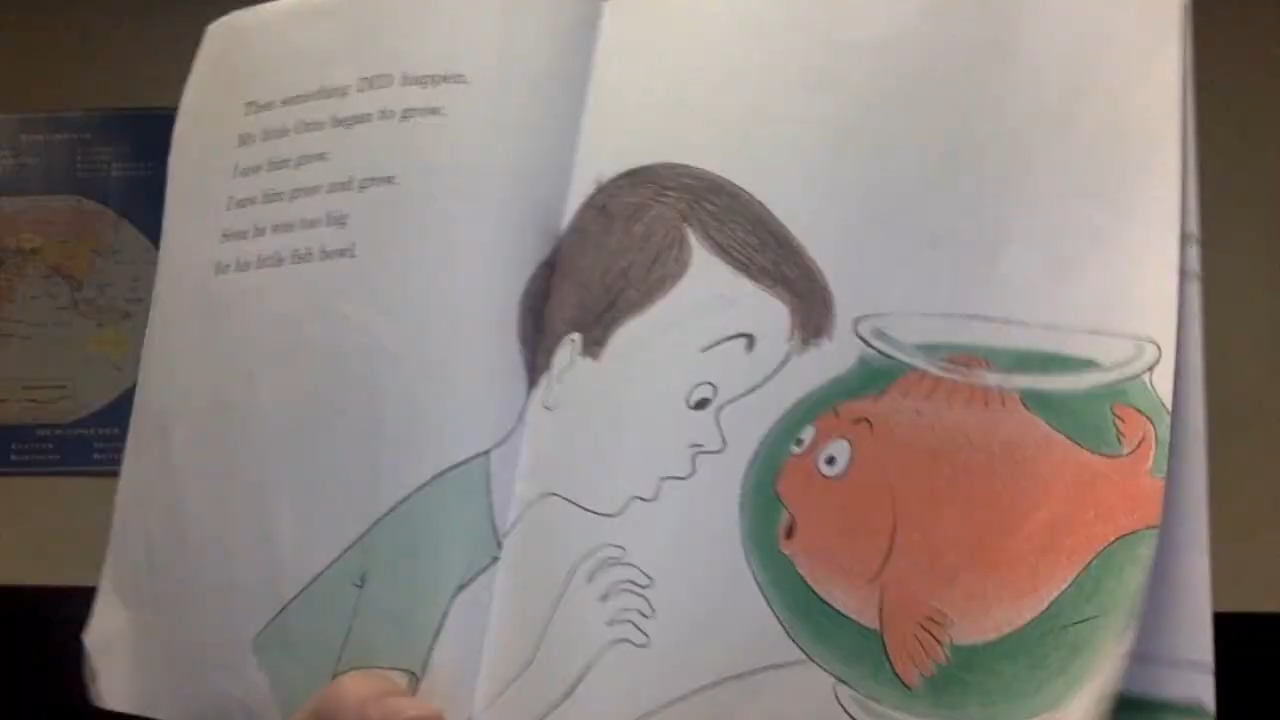 Then something DID happen.
My little Otto began to grow.
I saw him grow.
I saw him grow and grow.
Soon he was too big
for his little fish bowl.